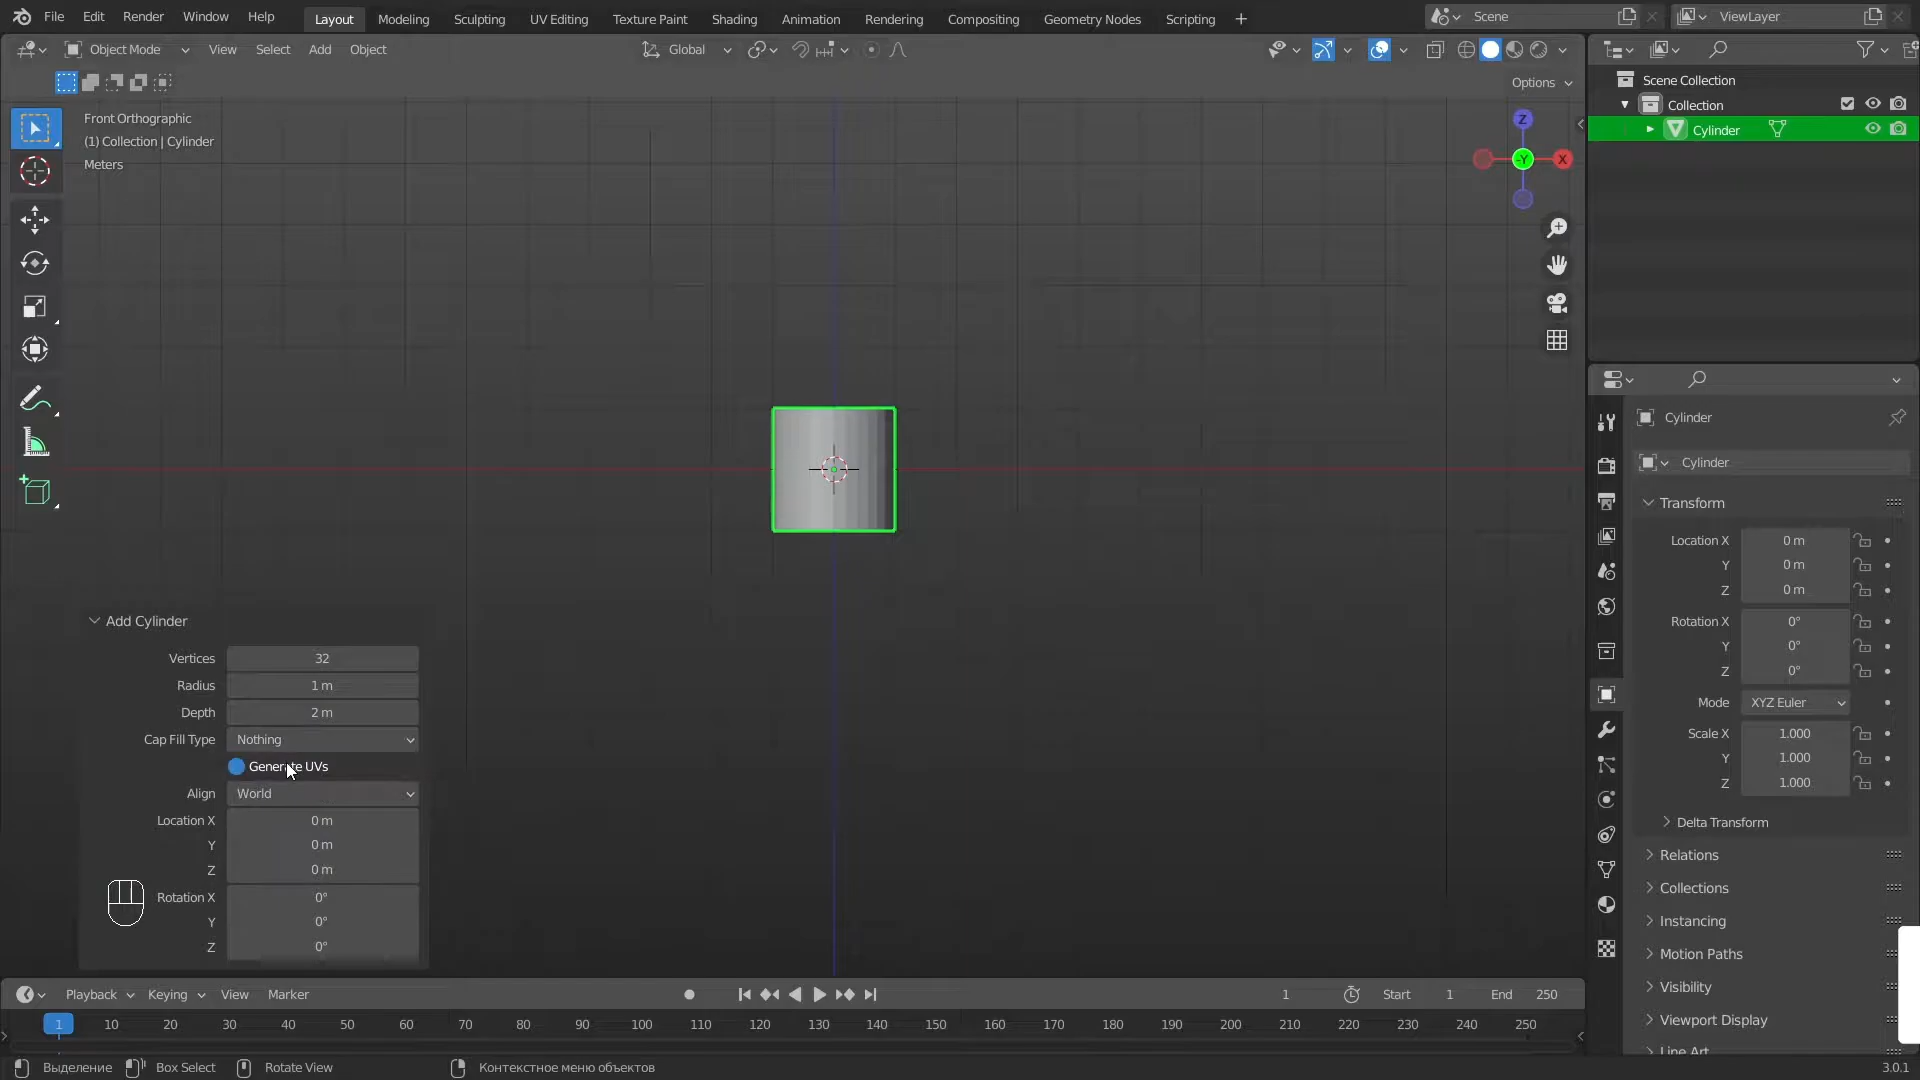 File Edit Render Window Help Layout Modeling Sculpting UV Editing Texture Paint Shading Animation Rendering Compositing Geometry Nodes Scripting + Scene ViewLayer
Object Mode View Select Add Object Global
Options
Front Orthographic
(1) Collection | Cylinder
Meters
Z
-Y
X
Scene Collection
Collection
Cylinder
Cylinder
Cylinder
Transform
Location X 0 m
Y 0 m
Z 0 m
Rotation X 0°
Y 0°
Z 0°
Mode XYZ Euler
Scale X 1.000
Y 1.000
Z 1.000
Delta Transform
Relations
Collections
Instancing
Motion Paths
Visibility
Viewport Display
Line Art
Add Cylinder
Vertices 32
Radius 1 m
Depth 2 m
Cap Fill Type Nothing
Generate UVs
Align World
Location X 0 m
Y 0 m
Z 0 m
Rotation X 0°
Y 0°
Z 0°
Playback Keying View Marker 1 Start 1 End 250
1 10 20 30 40 50 60 70 80 90 100 110 120 130 140 150 160 170 180 190 200 210 220 230 240 250
Выделение Box Select Rotate View Контекстное меню объектов 3.0.1